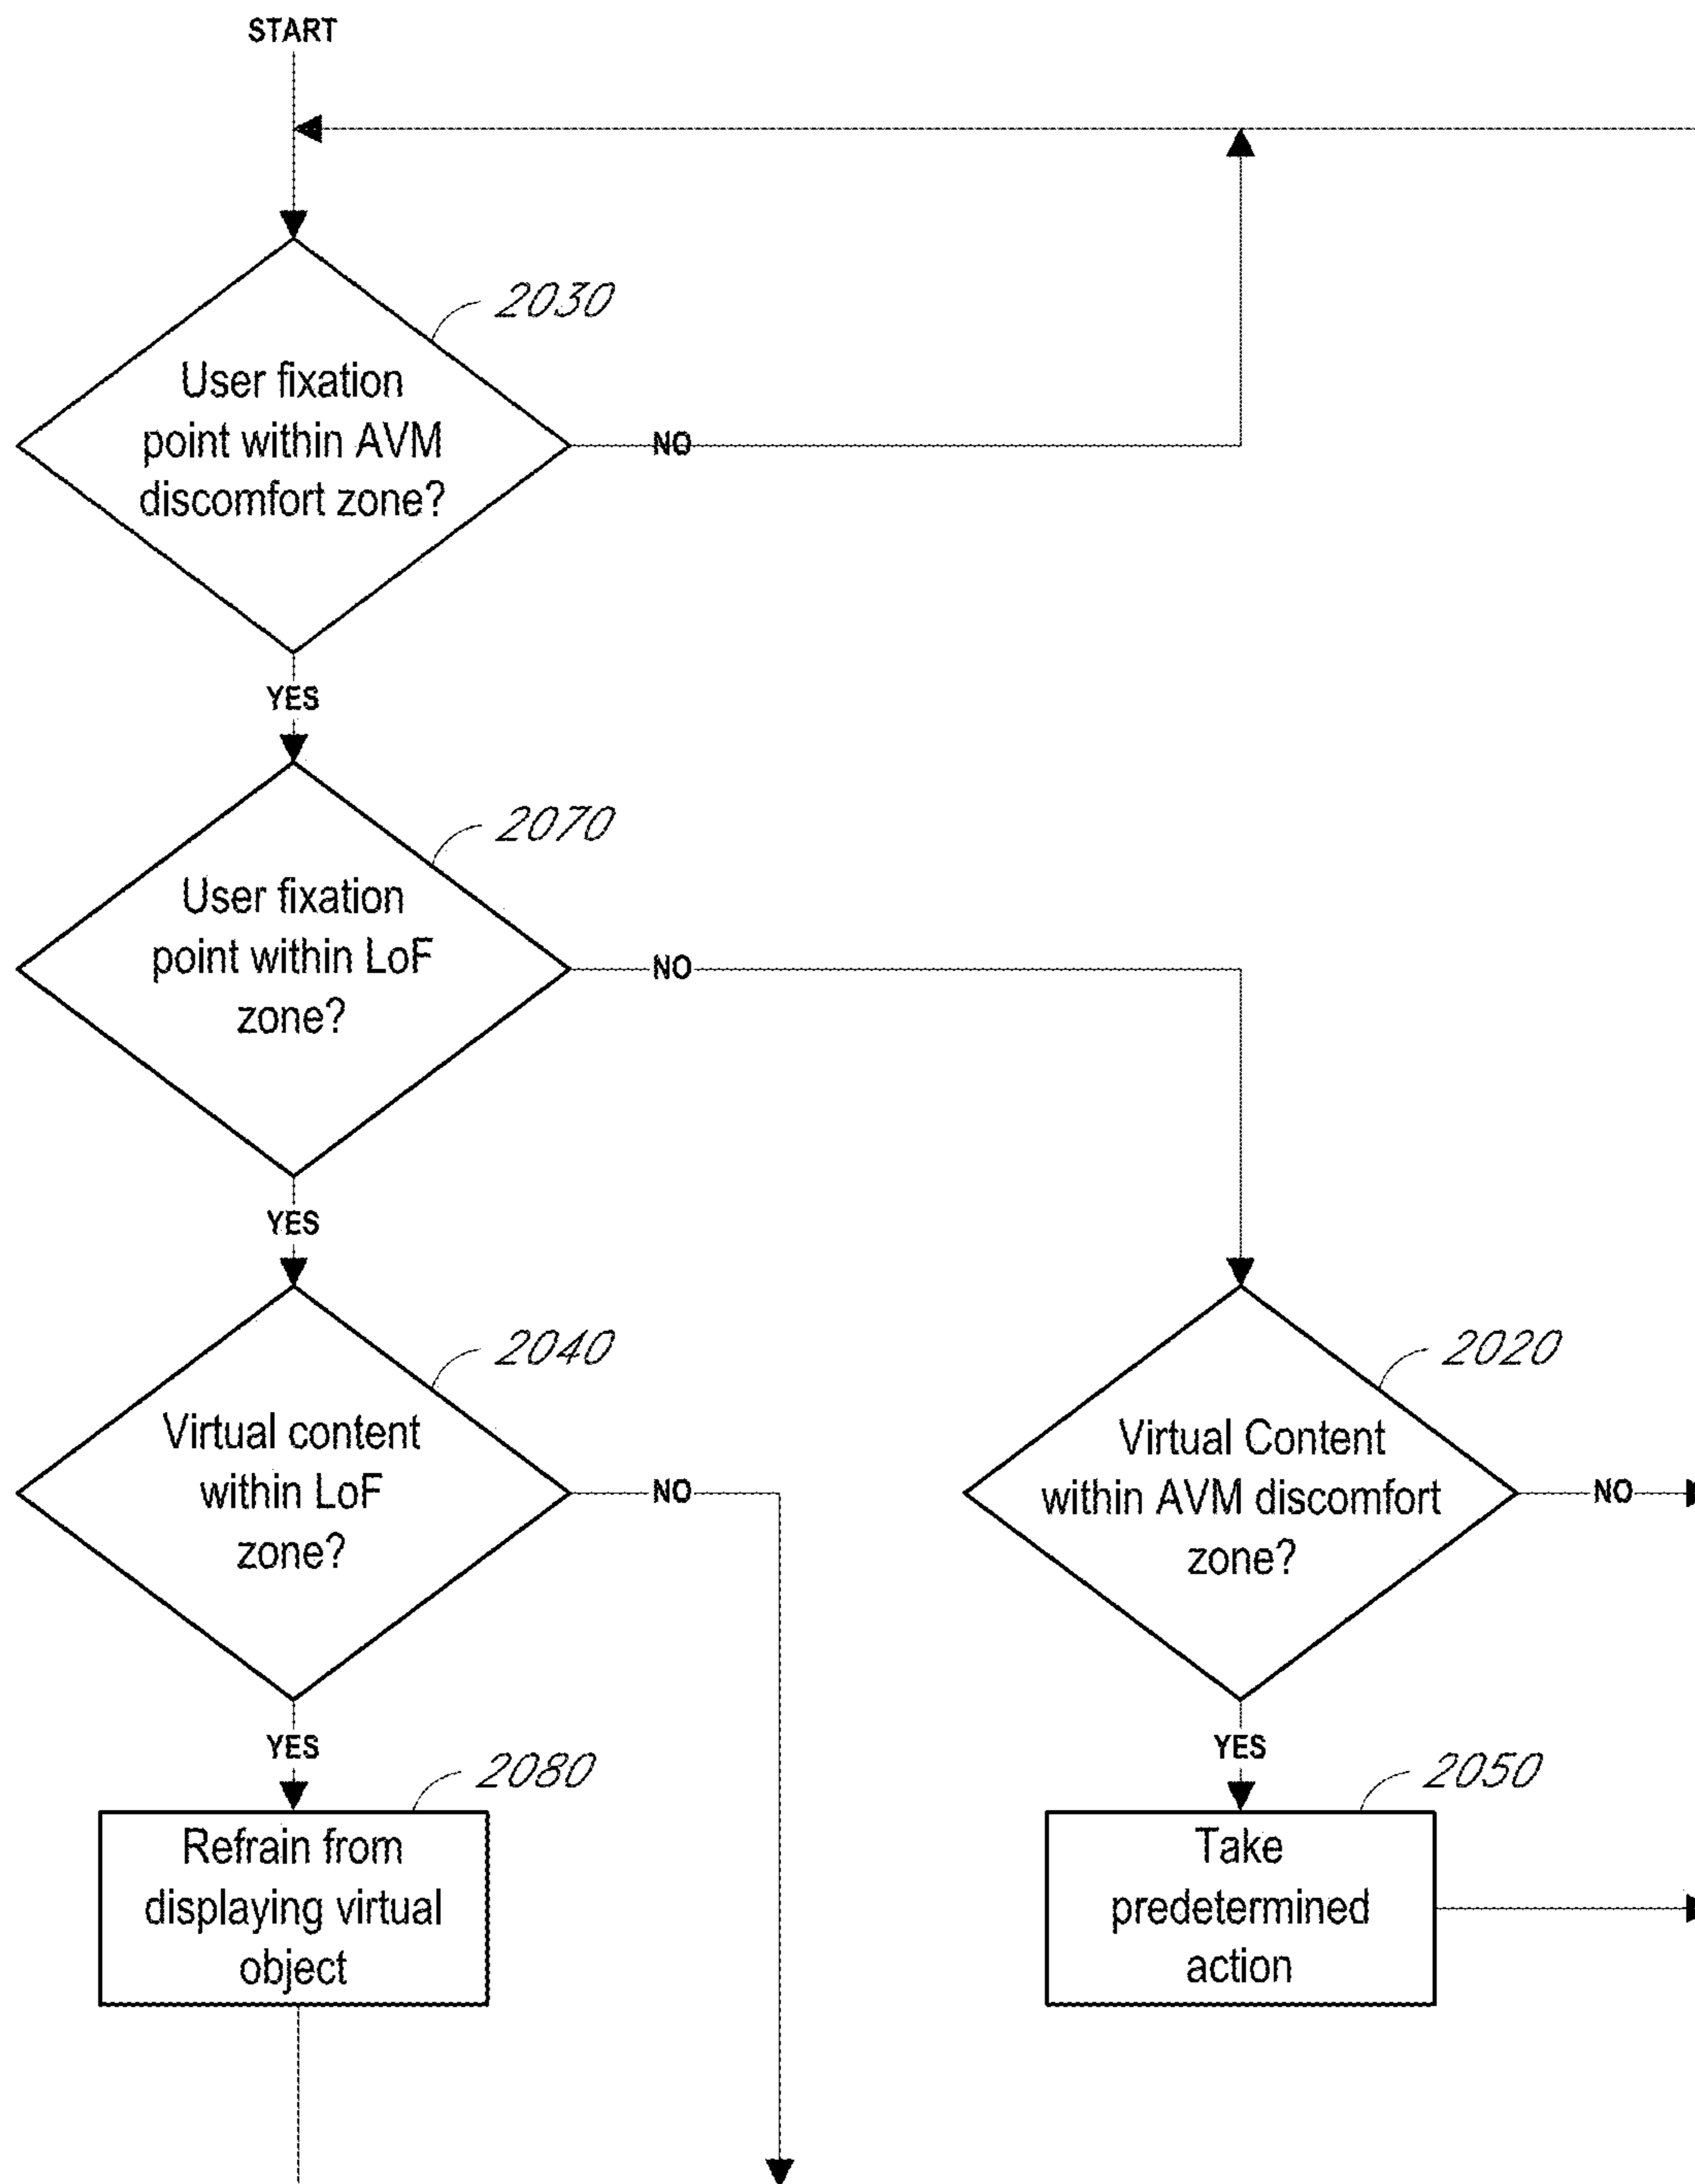 START
2030
User fixation
point within AVM
discomfort zone?
NO
YES
2070
User fixation
point within LoF
zone?
NO
YES
2040
Virtual content
within LoF
zone?
NO
2020
Virtual Content
within AVM discomfort
zone?
NO
YES
YES
2080
Refrain from
displaying virtual
object
2050
Take
predetermined
action